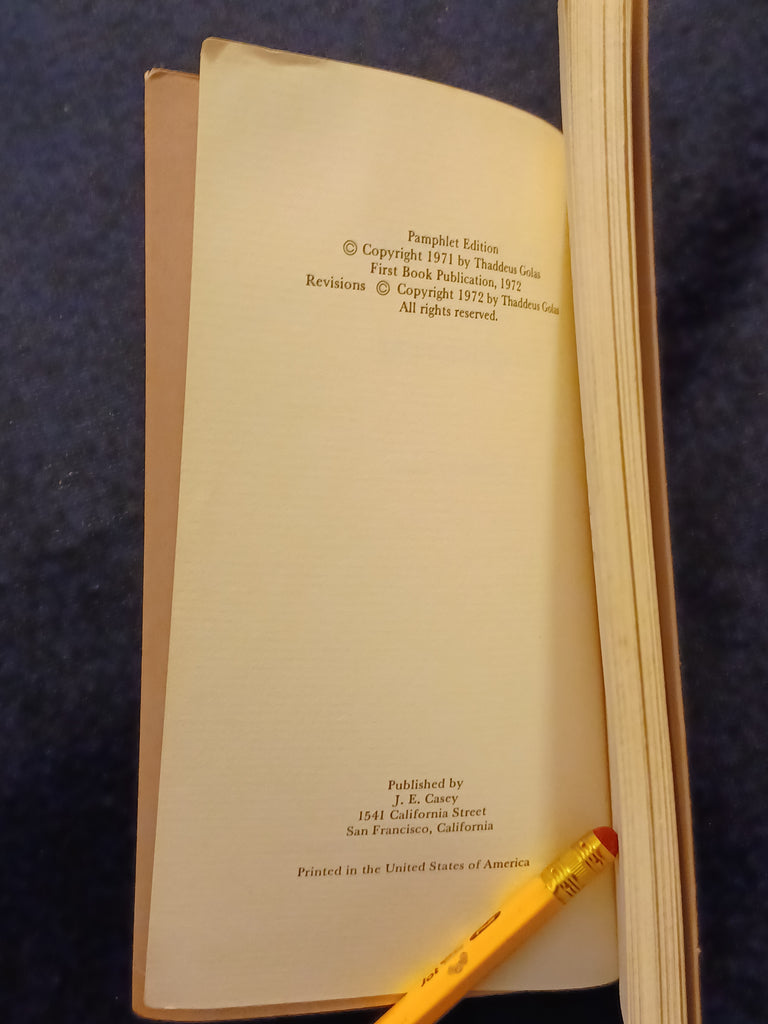 Pamphlet Edition
© Copyright 1971 by Thaddeus Golas
First Book Publication, 1972
Revisions © Copyright 1972 by Thaddeus Golas
All rights reserved.
Published by
J. E. Casey
1541 California Street
San Francisco, California
Printed in the United States of America